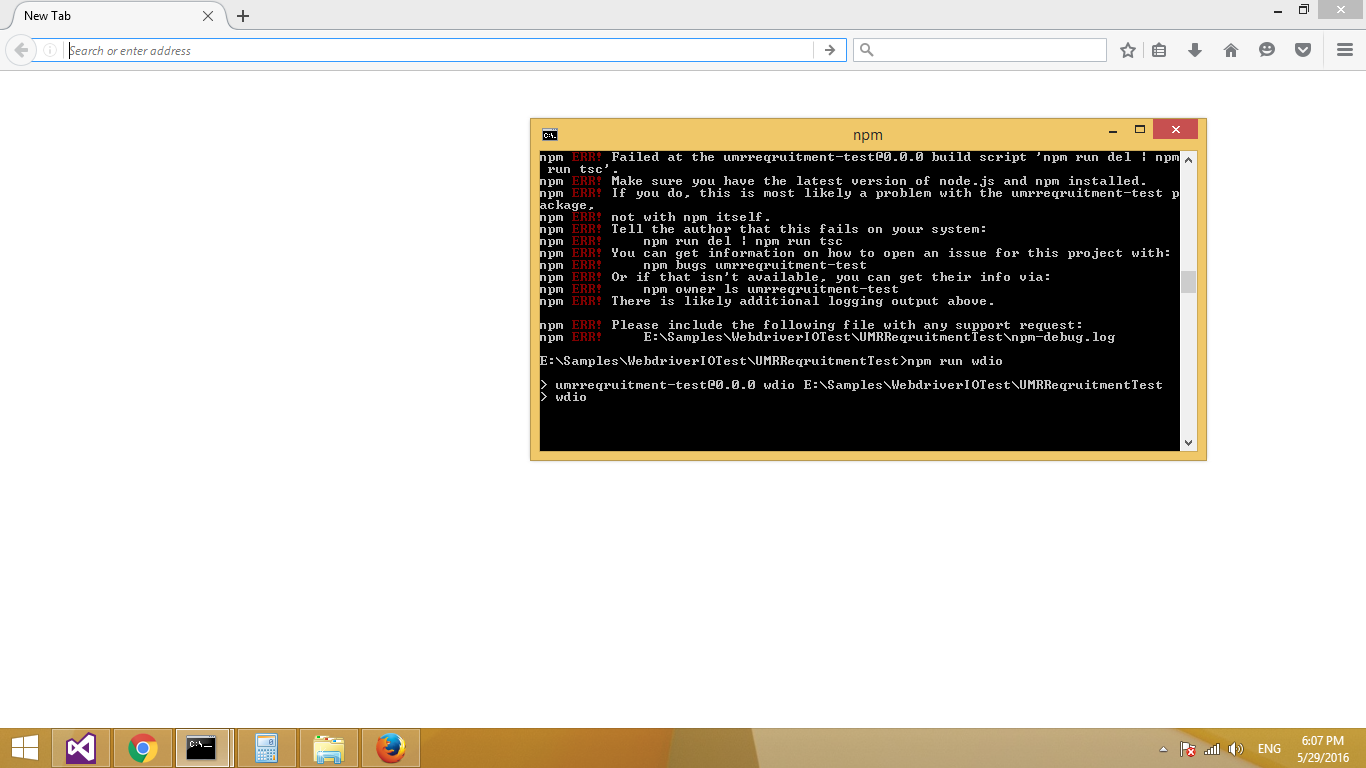 New Tab
Search or enter address
npm
npm ERR! Failed at the umrreqruitment-test@0.0.0 build script 'npm run del | npm
 run tsc'.
npm ERR! Make sure you have the latest version of node.js and npm installed.
npm ERR! If you do, this is most likely a problem with the umrreqruitment-test p
ackage,
npm ERR! not with npm itself.
npm ERR! Tell the author that this fails on your system:
npm ERR!     npm run del | npm run tsc
npm ERR! You can get information on how to open an issue for this project with:
npm ERR!     npm bugs umrreqruitment-test
npm ERR! Or if that isn't available, you can get their info via:
npm ERR!     npm owner ls umrreqruitment-test
npm ERR! There is likely additional logging output above.
npm ERR! Please include the following file with any support request:
npm ERR!     E:\Samples\WebdriverIOTest\UMRReqruitmentTest\npm-debug.log
E:\Samples\WebdriverIOTest\UMRReqruitmentTest>npm run wdio
> umrreqruitment-test@0.0.0 wdio E:\Samples\WebdriverIOTest\UMRReqruitmentTest
> wdio
ENG
6:07 PM
5/29/2016